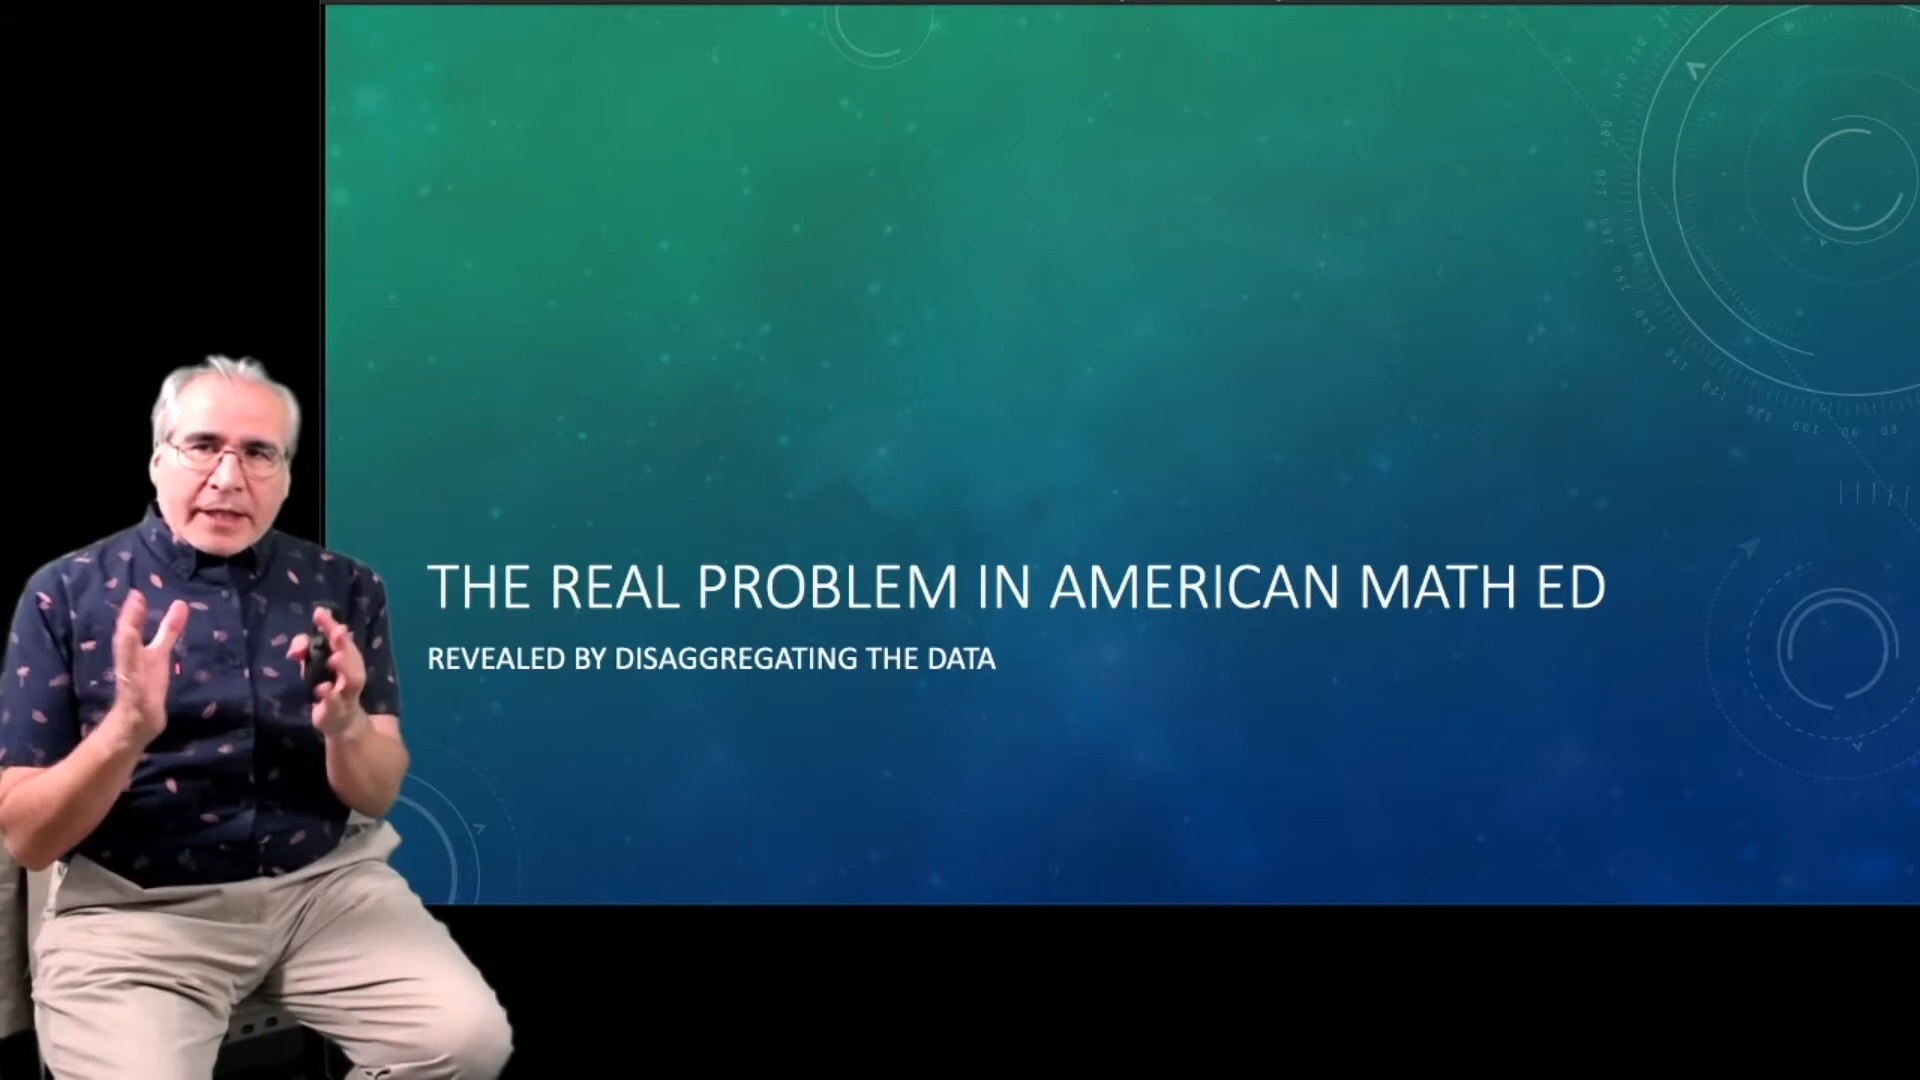 THE REAL PROBLEM IN AMERICAN MATH ED
REVEALED BY DISAGGREGATING THE DATA